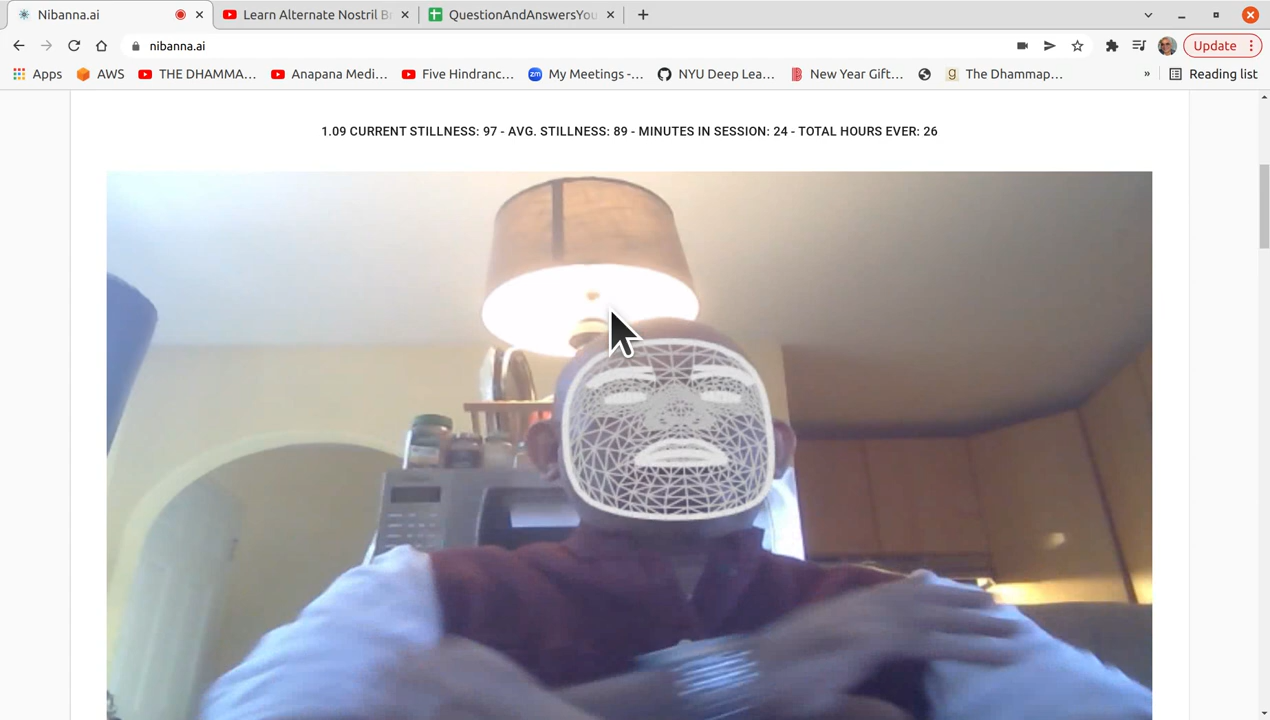 Nibanna.ai
Learn Alternate Nostril B
QuestionAndAnswersYou
nibanna.ai
Update
Apps
AWS
THE DHAMMA...
Anapana Medi...
Five Hindranc...
My Meetings -...
NYU Deep Lea...
New Year Gift...
The Dhammap...
»
Reading list
1.09 CURRENT STILLNESS: 97 - AVG. STILLNESS: 89 - MINUTES IN SESSION: 24 - TOTAL HOURS EVER: 26